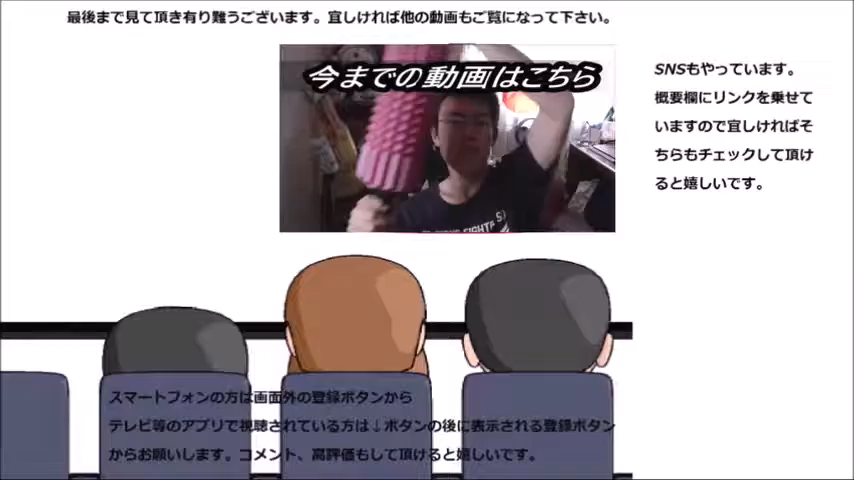 最後まで見て頂き有り難うございます。宜しければ他の動画もご覧になって下さい。
今までの動画はこちら
SNSもやっています。
概要欄にリンクを乗せて
いますので宜しければそ
ちらもチェックして頂け
ると嬉しいです。
スマートフォンの方は画面外の登録ボタンから
テレビ等のアプリで視聴されている方は↓ボタンの後に表示される登録ボタン
からお願いします。コメント、高評価もして頂けると嬉しいです。